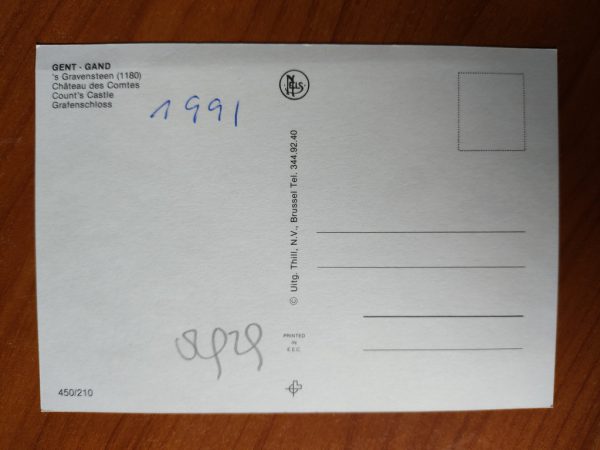 GENT - GAND
's Gravensteen (1180)
Château des Comtes
Count's Castle
Grafenschloss
1991
NELS
© Uitg. Thill, N.V., Brussel Tel. 344.92.40
PRINTED
IN
E.E.C.
450/210